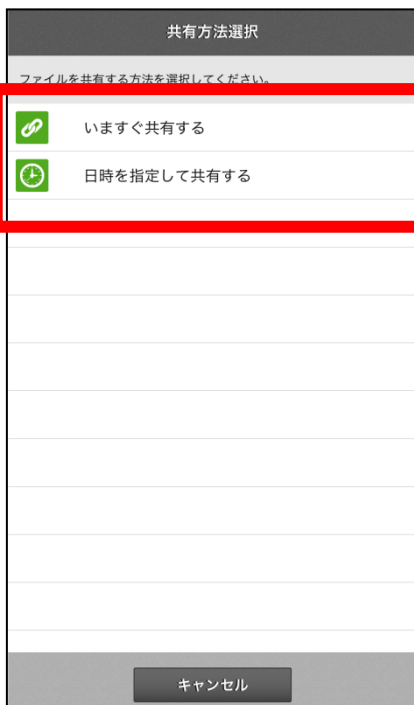 共有方法選択
ファイルを共有する方法を選択してください。
いますぐ共有する
日時を指定して共有する
キャンセル